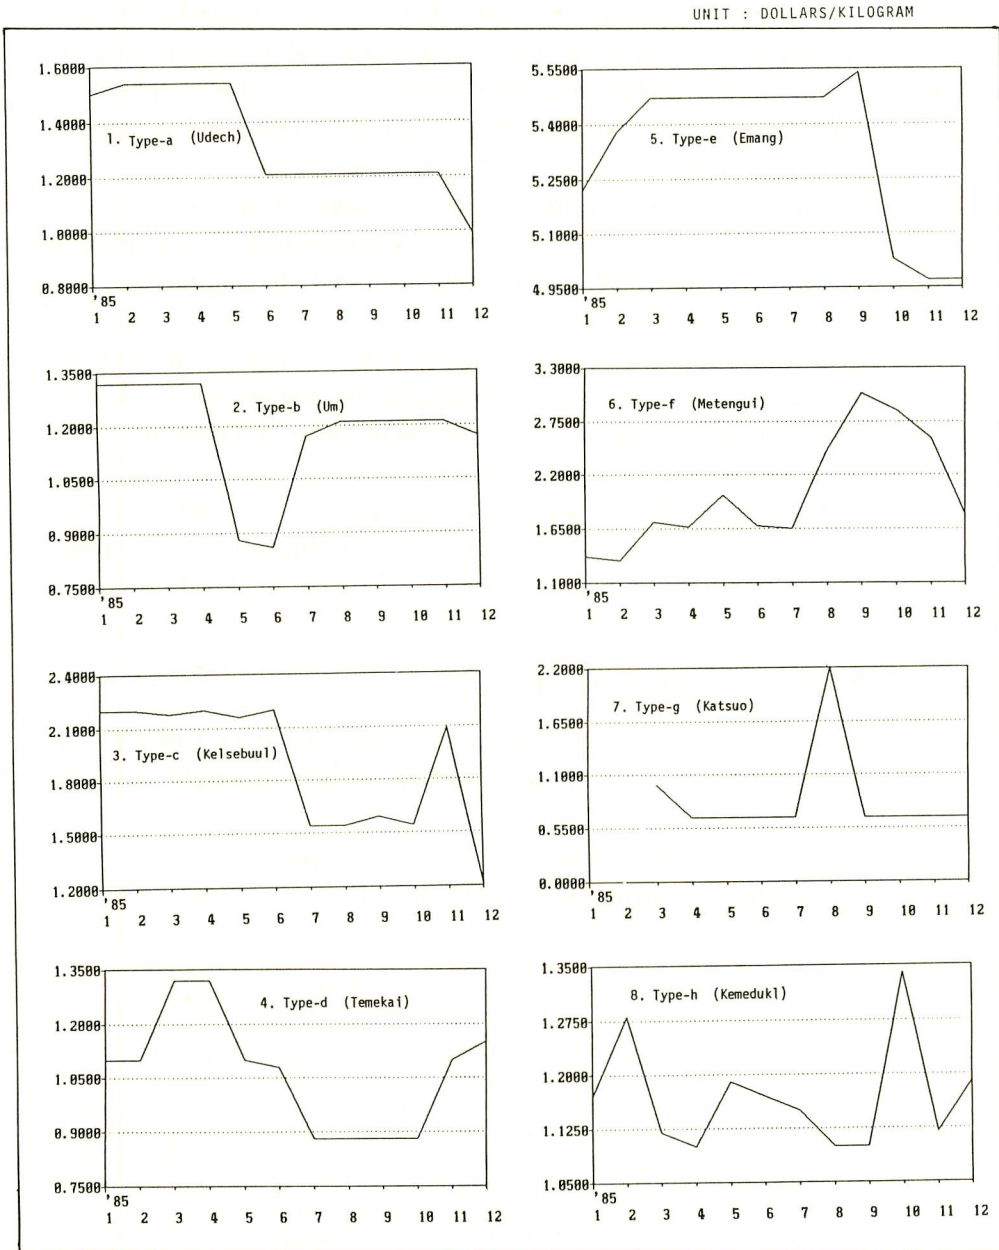 UNIT : DOLLARS/KILOGRAM
1.6000
1.4000
1. Type-a (Udech)
1.2000
1.0000
0.8000
'85
1 2 3 4 5 6 7 8 9 10 11 12
5.5500
5.4000
5. Type-e (Emang)
5.2500
5.1000
4.9500
'85
1 2 3 4 5 6 7 8 9 10 11 12
1.3500
2. Type-b (Um)
1.2000
1.0500
0.9000
0.7500
'85
1 2 3 4 5 6 7 8 9 10 11 12
3.3000
6. Type-f (Metengui)
2.7500
2.2000
1.6500
1.1000
'85
1 2 3 4 5 6 7 8 9 10 11 12
2.4000
2.1000
3. Type-c (Kelsebuul)
1.8000
1.5000
1.2000
'85
1 2 3 4 5 6 7 8 9 10 11 12
2.2000
7. Type-g (Katsuo)
1.6500
1.1000
0.5500
0.0000
'85
1 2 3 4 5 6 7 8 9 10 11 12
1.3500
4. Type-d (Temekai)
1.2000
1.0500
0.9000
0.7500
'85
1 2 3 4 5 6 7 8 9 10 11 12
1.3500
8. Type-h (Kemedukl)
1.2750
1.2000
1.1250
1.0500
'85
1 2 3 4 5 6 7 8 9 10 11 12